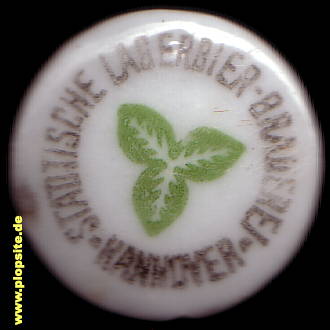 STÄDTISCHE LAGERBIER-BRAUEREI
* HANNOVER *
www.plopsite.de